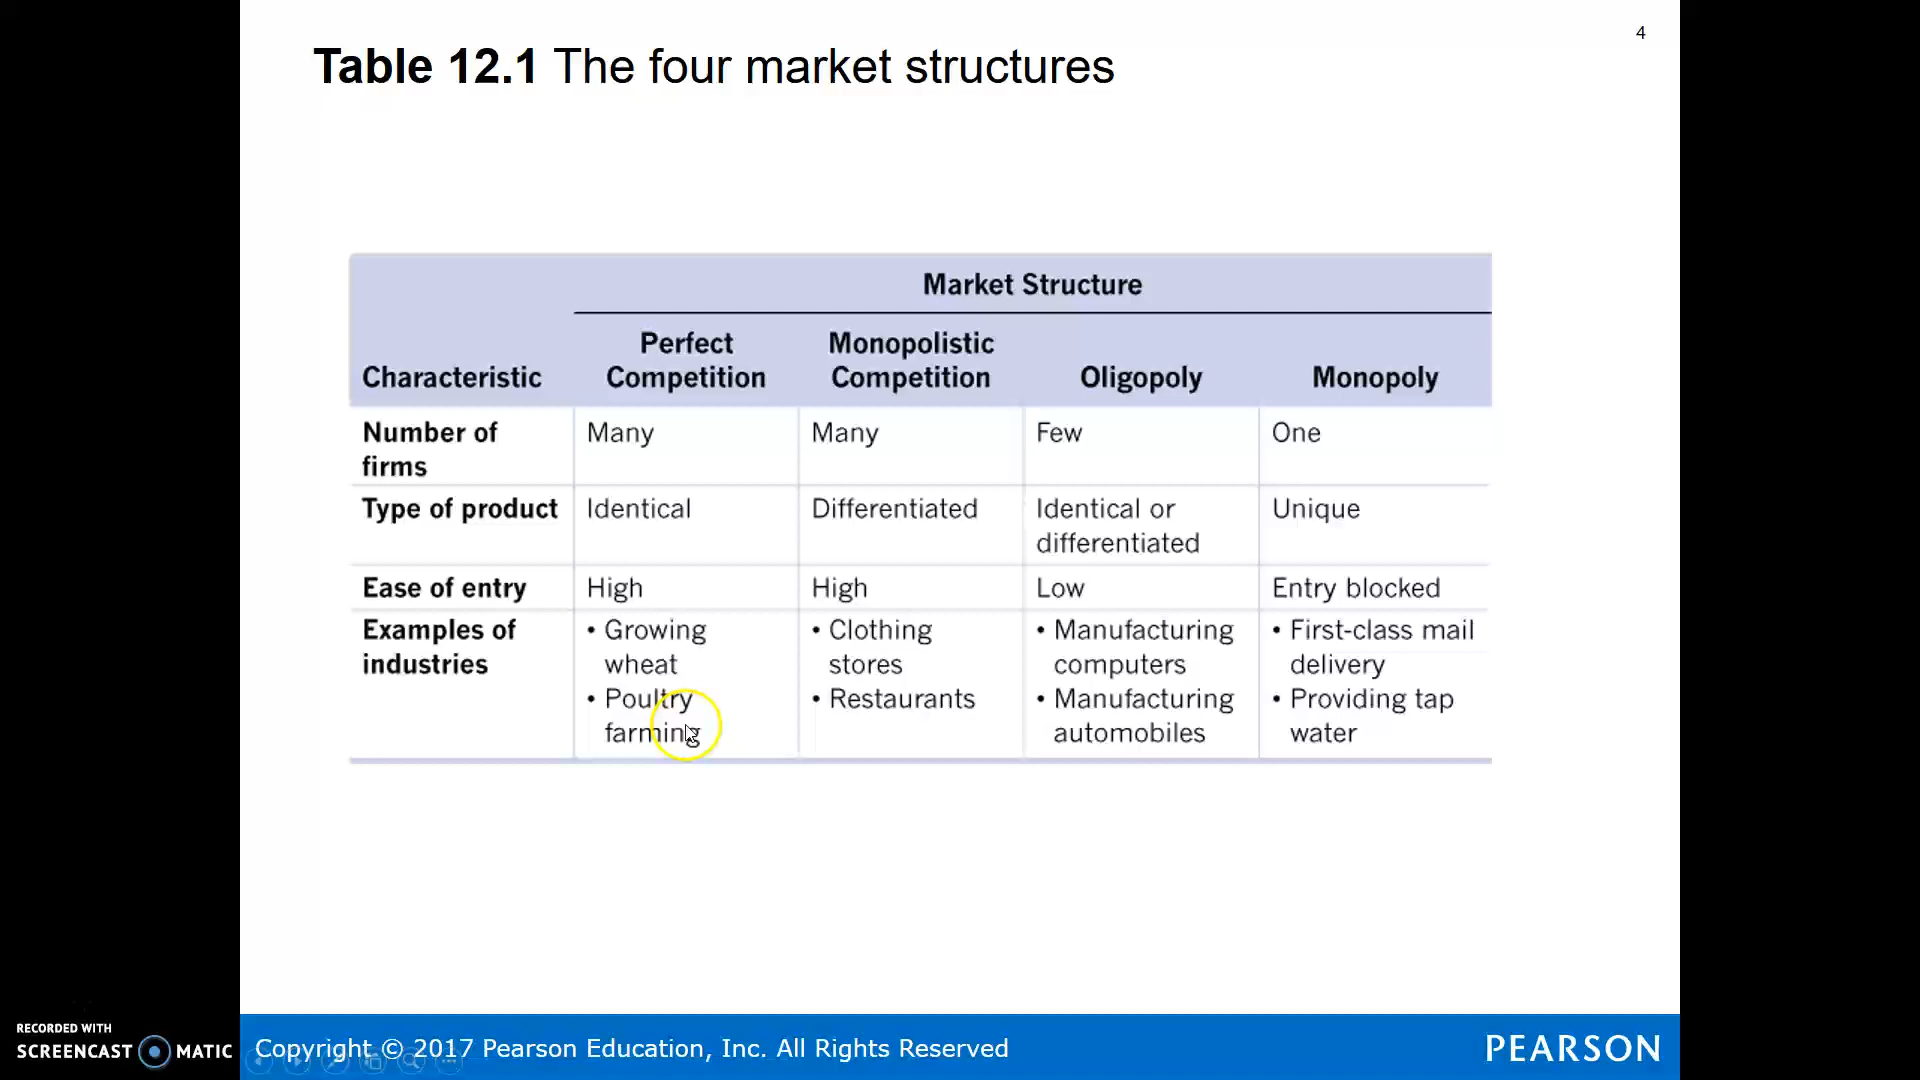 4
Table 12.1 The four market structures
Market Structure
Characteristic Perfect Competition Monopolistic Competition Oligopoly Monopoly
Number of firms Many Many Few One
Type of product Identical Differentiated Identical or differentiated Unique
Ease of entry High High Low Entry blocked
Examples of industries
• Growing wheat
• Poultry farming
• Clothing stores
• Restaurants
• Manufacturing computers
• Manufacturing automobiles
• First-class mail delivery
• Providing tap water
RECORDED WITH
SCREENCAST MATIC
Copyright © 2017 Pearson Education, Inc. All Rights Reserved
PEARSON